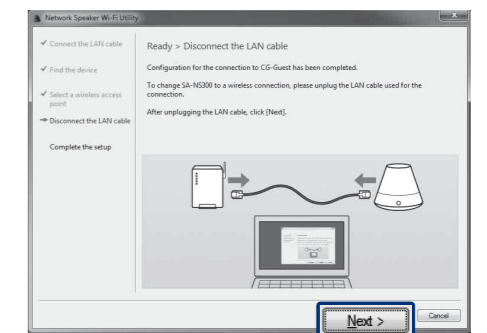 Network Speaker Wi-Fi Utility
Connect the LAN cable
Find the device
Select a wireless access
point
Disconnect the LAN cable
Complete the setup
Ready > Disconnect the LAN cable
Configuration for the connection to CG-Guest has been completed.
To change SA-NS300 to a wireless connection, please unplug the LAN cable used for the
connection.
After unplugging the LAN cable, click [Next].
Next >
Cancel